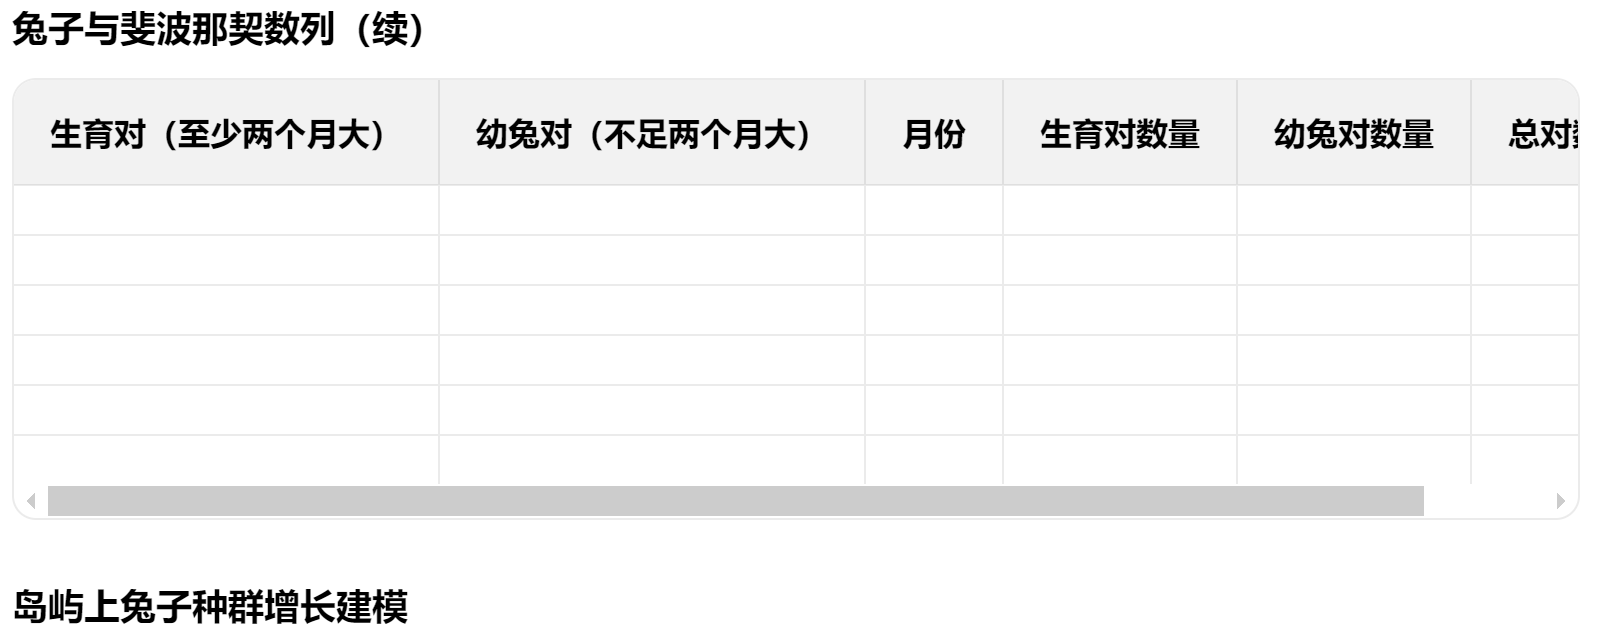 兔子与斐波那契数列（续）
生育对（至少两个月大） 幼兔对（不足两个月大） 月份 生育对数量 幼兔对数量 总对
岛屿上兔子种群增长建模